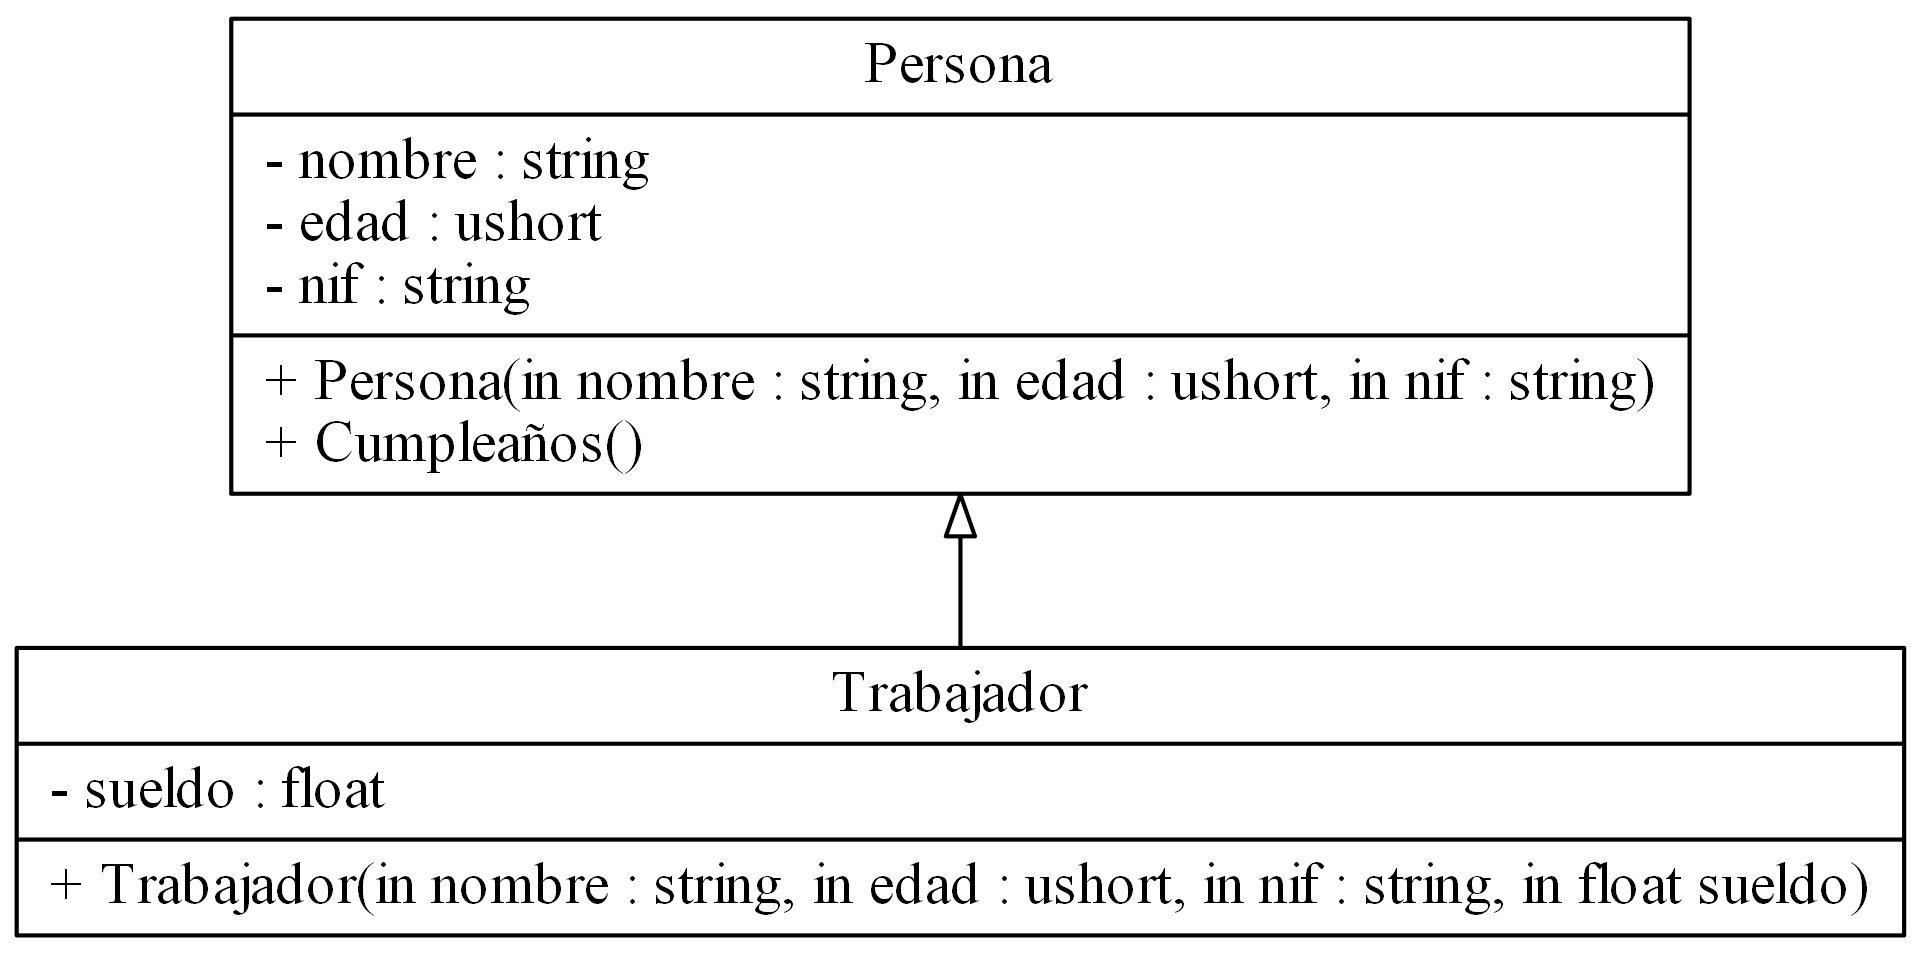 Persona
- nombre : string
- edad : ushort
- nif : string
+ Persona(in nombre : string, in edad : ushort, in nif : string)
+ Cumpleaños()
Trabajador
- sueldo : float
+ Trabajador(in nombre : string, in edad : ushort, in nif : string, in float sueldo)